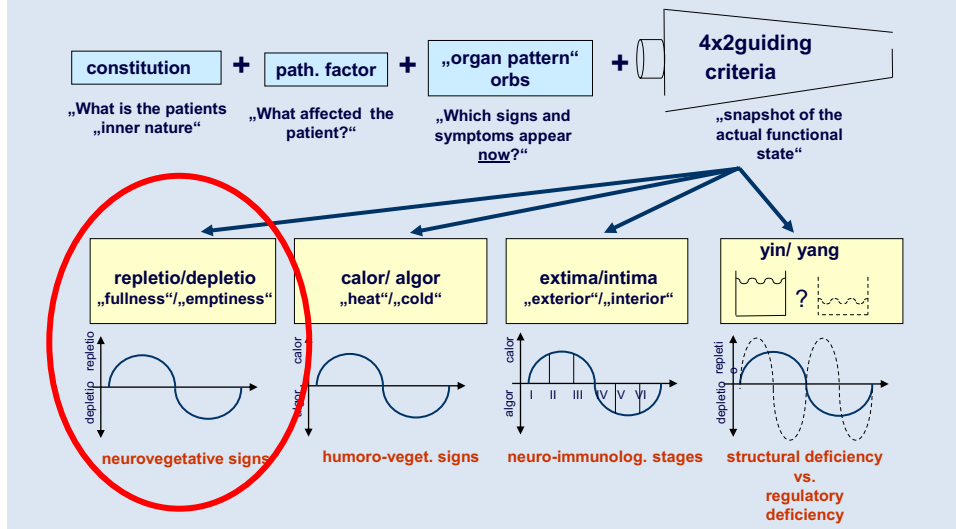 constitution + path. factor + „organ pattern“ + 4x2guiding
orbs criteria
„What is the patients
„inner nature“
„What affected the
patient?“
„Which signs and
symptoms appear
now?“
„snapshot of the
actual functional
state“
repletio/depletio
„fullness“/„emptiness“
calor/ algor
„heat“/„cold“
extima/intima
„exterior“/„interior“
yin/ yang
?
repletio
depletio
neurovegetative signs
calor
algor
humoro-veget. signs
calor
algor
I II III IV V VI
neuro-immunolog. stages
repleti
o
depletio
structural deficiency
vs.
regulatory
deficiency